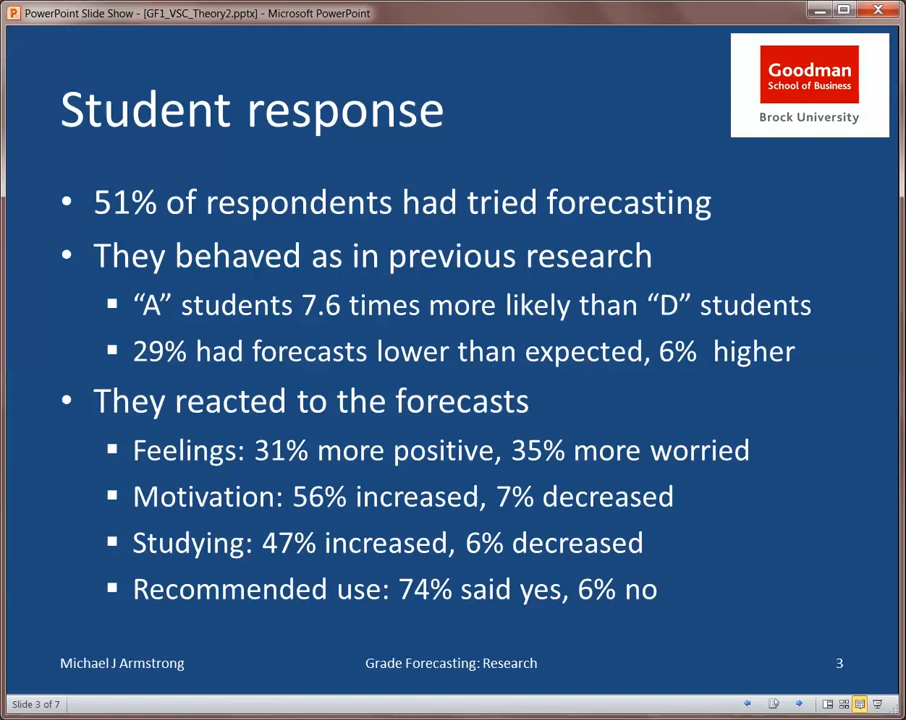 PowerPoint Slide Show - [GF1_VSC_Theory2.pptx] - Microsoft PowerPoint
Goodman
School of Business
Brock University
Student response
• 51% of respondents had tried forecasting
• They behaved as in previous research
▪ “A” students 7.6 times more likely than “D” students
▪ 29% had forecasts lower than expected, 6%  higher
• They reacted to the forecasts
▪ Feelings: 31% more positive, 35% more worried
▪ Motivation: 56% increased, 7% decreased
▪ Studying: 47% increased, 6% decreased
▪ Recommended use: 74% said yes, 6% no
Michael J Armstrong Grade Forecasting: Research 3
Slide 3 of 7